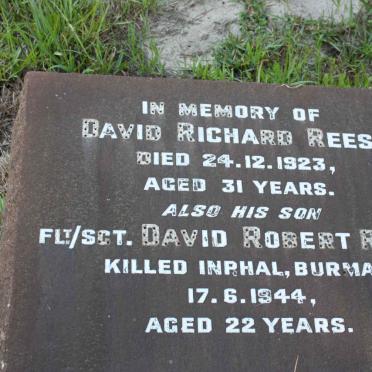 IN MEMORY OF
DAVID RICHARD REES
DIED 24.12.1923,
AGED 31 YEARS.
ALSO HIS SON
FLT/SGT. DAVID ROBERT
KILLED INPHAL, BURMA
17.6.1944,
AGED 22 YEARS.